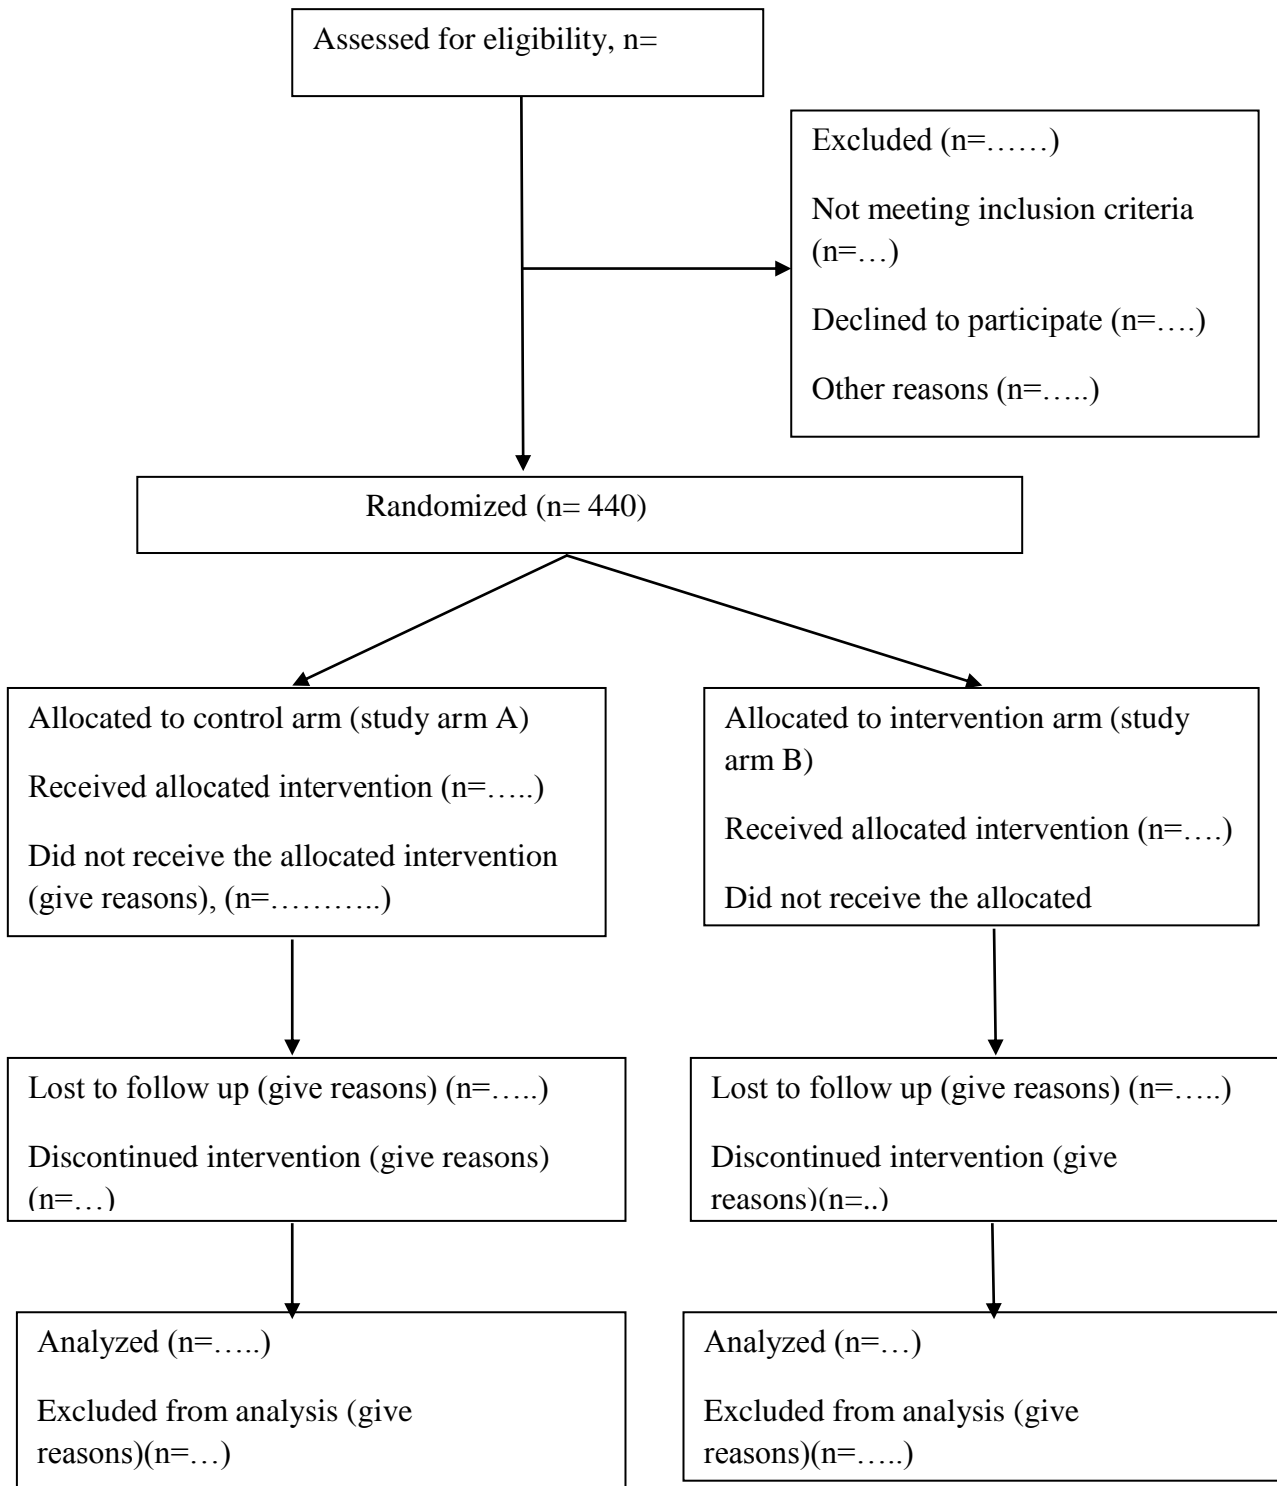 Assessed for eligibility, n=
Excluded (n=……)
Not meeting inclusion criteria
(n=…)
Declined to participate (n=….)
Other reasons (n=…..)
Randomized (n= 440)
Allocated to control arm (study arm A)
Received allocated intervention (n=…..)
Did not receive the allocated intervention
(give reasons), (n=………..)
Allocated to intervention arm (study
arm B)
Received allocated intervention (n=….)
Did not receive the allocated
Lost to follow up (give reasons) (n=…..)
Discontinued intervention (give reasons)
(n=…)
Lost to follow up (give reasons) (n=…..)
Discontinued intervention (give
reasons)(n=..)
Analyzed (n=…..)
Excluded from analysis (give
reasons)(n=…)
Analyzed (n=…)
Excluded from analysis (give
reasons)(n=…..)